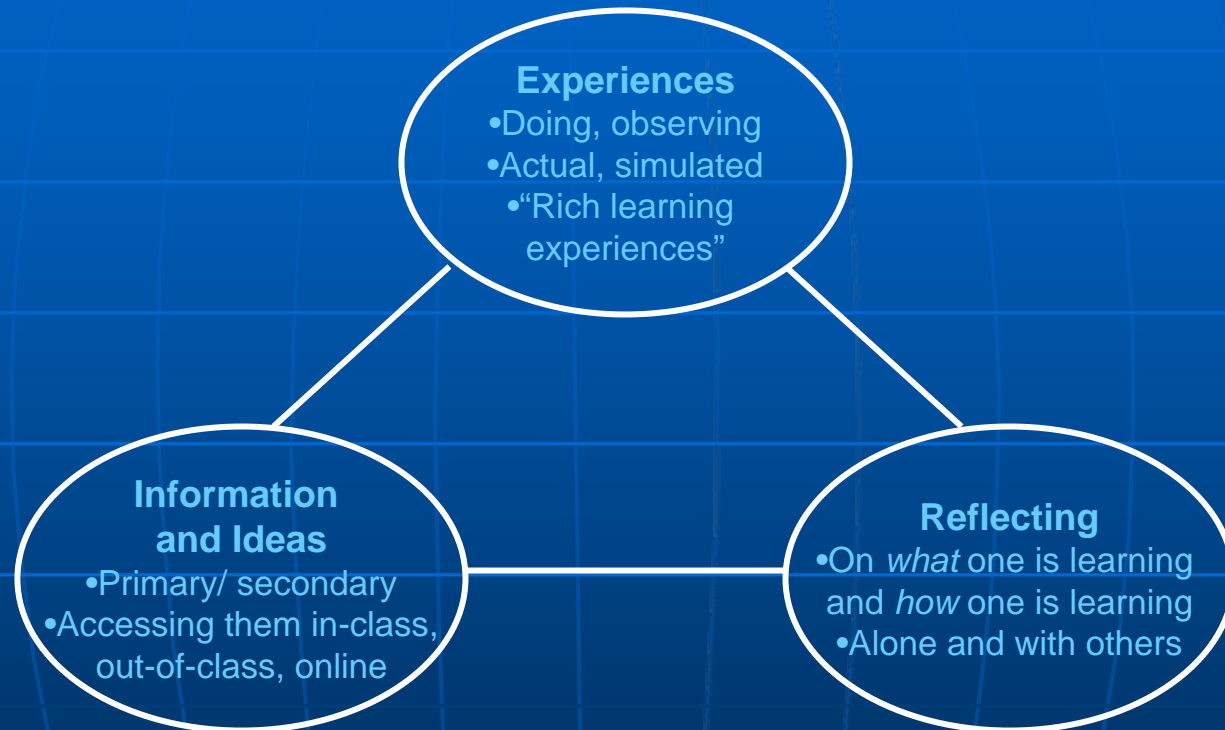 Experiences
•Doing, observing
•Actual, simulated
•“Rich learning
experiences”
Information
and Ideas
•Primary/ secondary
•Accessing them in-class,
out-of-class, online
Reflecting
•On what one is learning
and how one is learning
•Alone and with others